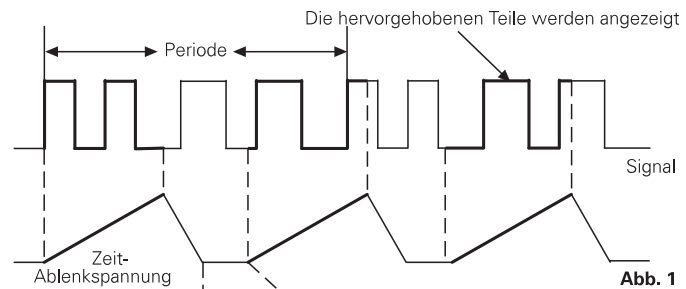 Die hervorgehobenen Teile werden angezeigt
Periode
Signal
Zeit-
Ablenkspannung
Abb. 1